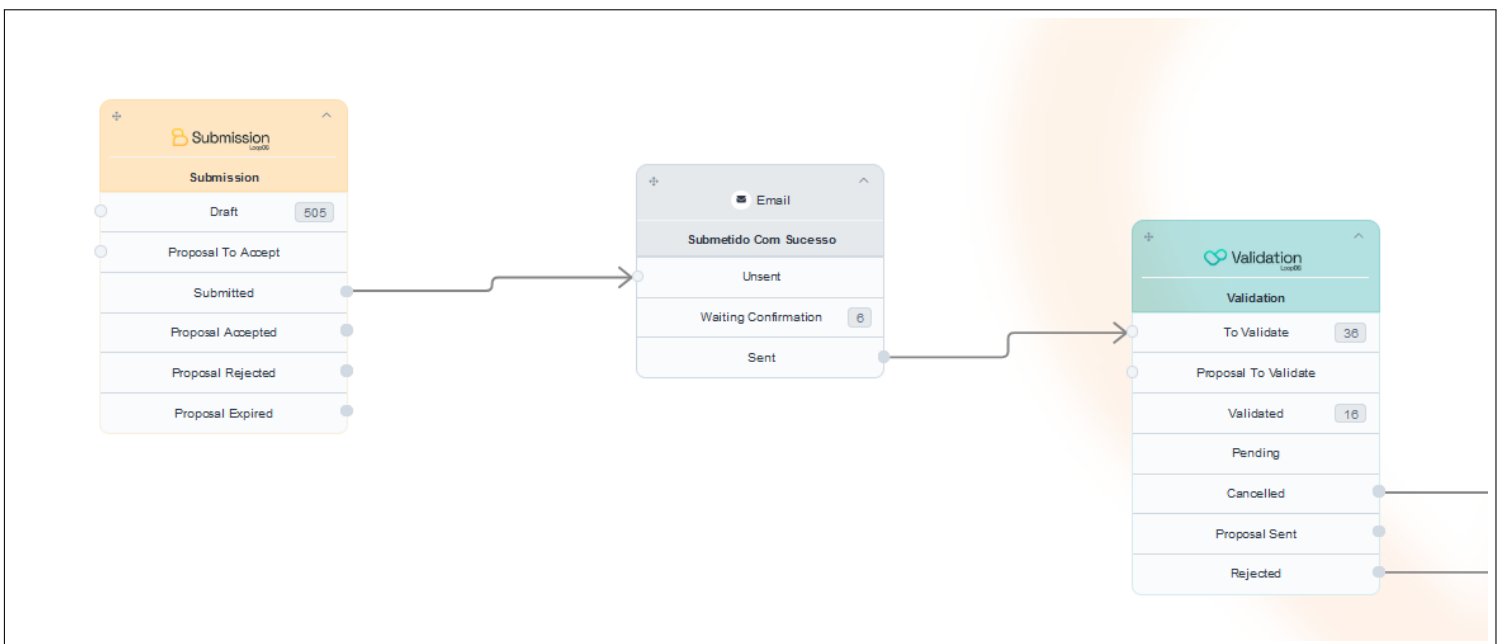 Submission
LoopOS
Submission
Draft 505
Proposal To Accept
Submitted
Proposal Accepted
Proposal Rejected
Proposal Expired
Email
Submetido Com Sucesso
Unsent
Waiting Confirmation 6
Sent
Validation
LoopOS
Validation
To Validate 36
Proposal To Validate
Validated 16
Pending
Cancelled
Proposal Sent
Rejected